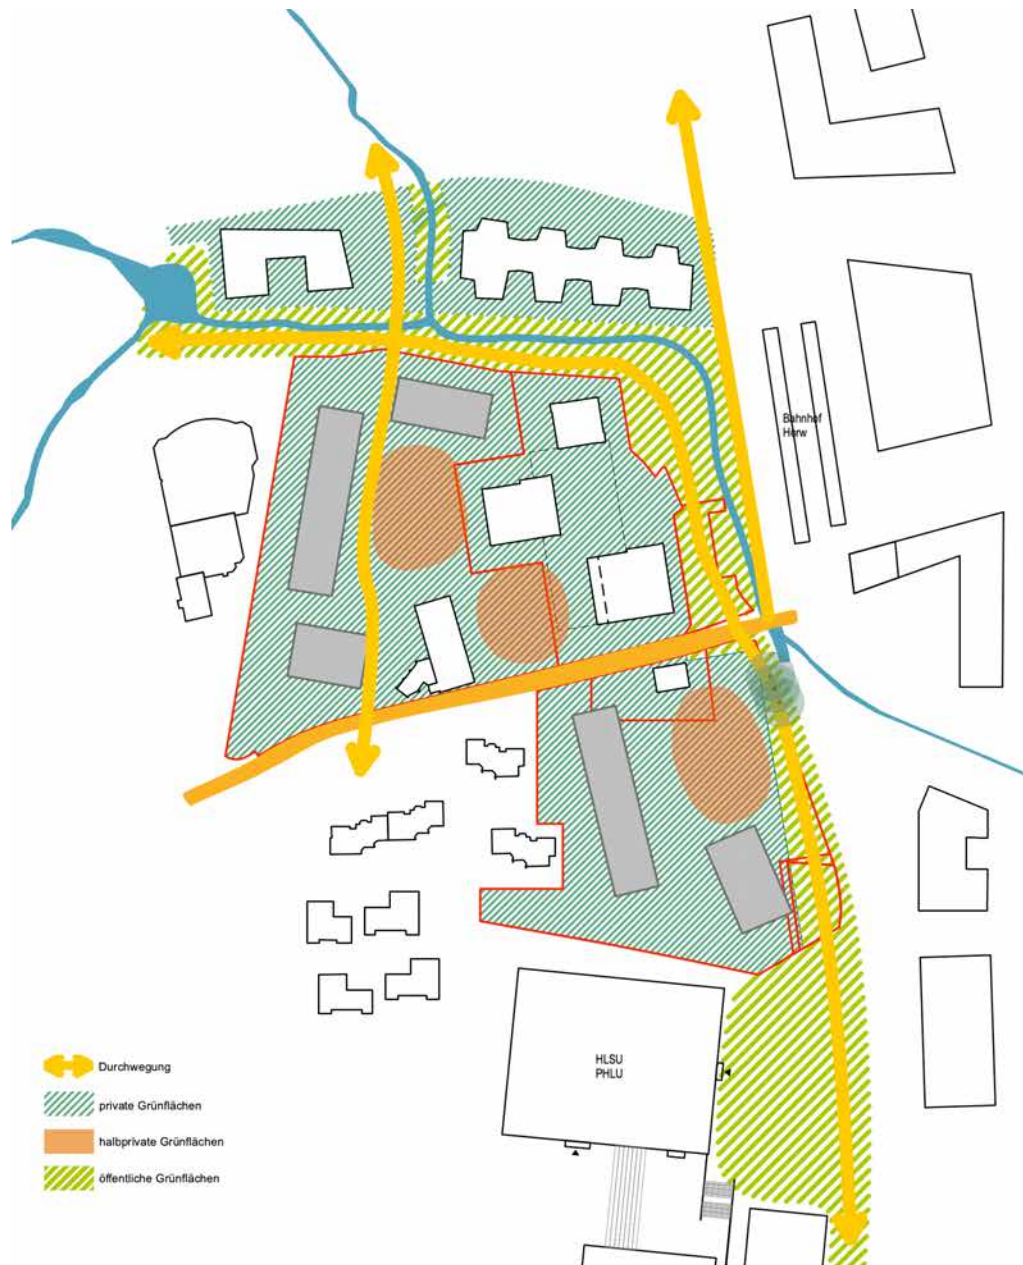 Bahnhof
Horw
HLSU
PHLU
Durchwegung
private Grünflächen
halbprivate Grünflächen
öffentliche Grünflächen